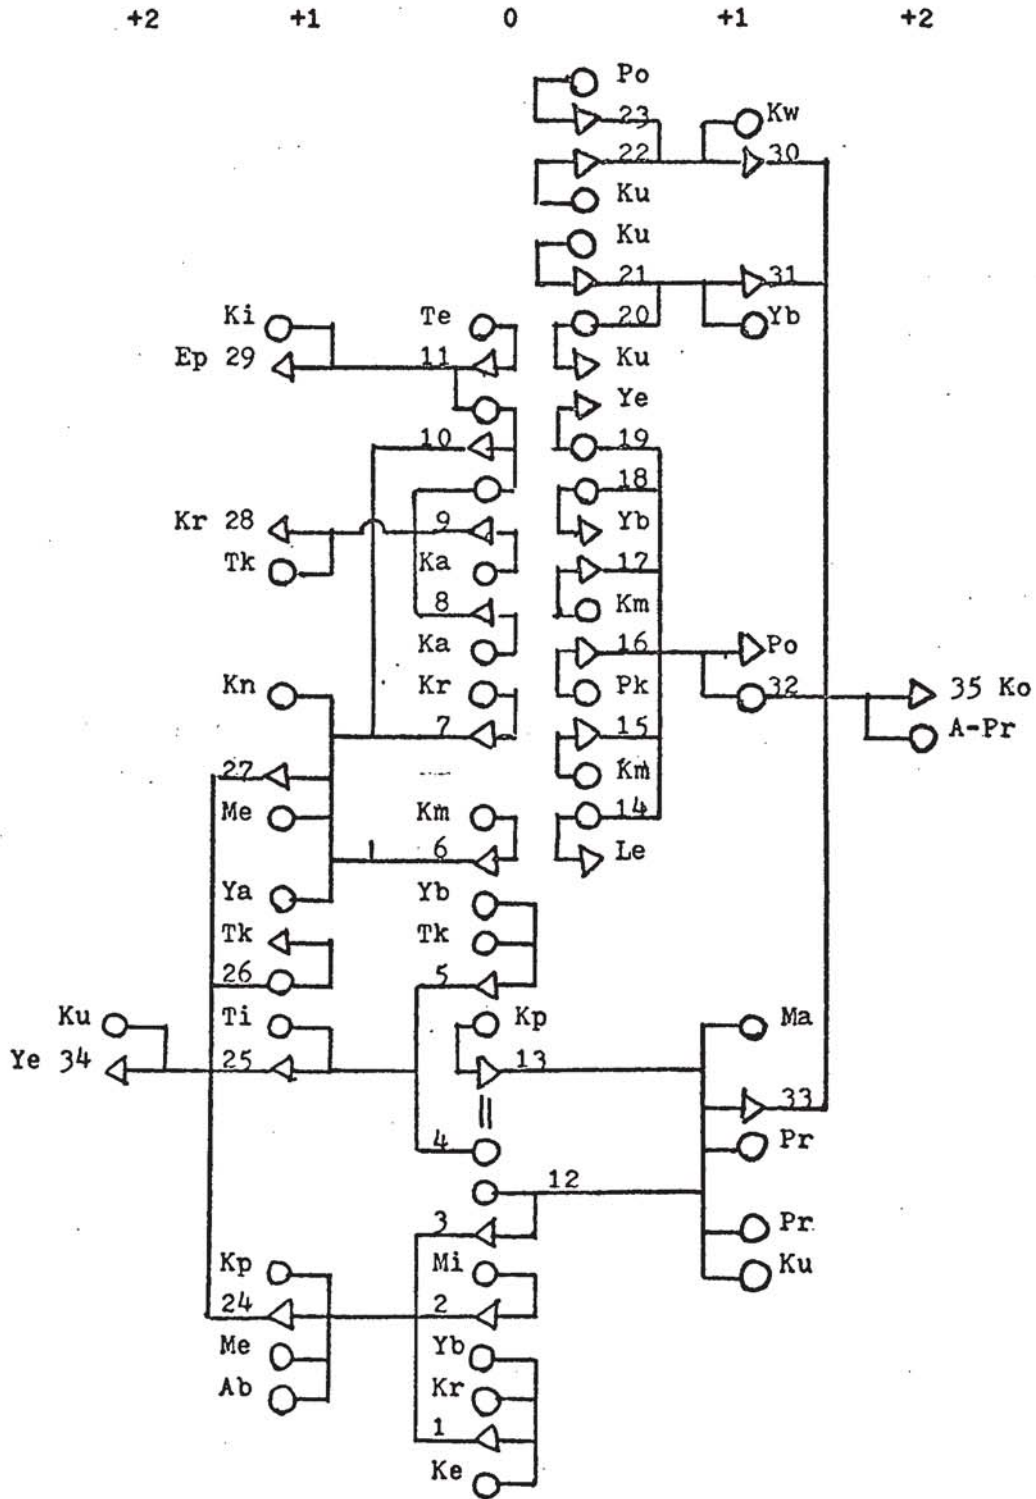 +2 +1 0 +1 +2
Po
23 Kw
22 30
Ku
Ku
21 31
Ki Te 20 Yb
Ep 29 11 Ku
Ye
10 19
18
Kr 28 9 Yb
Tk Ka 17
8 Km
Ka 16 Po
Kn Kr Pk 32 35 Ko
7 15 A-Pr
27 Km
Me Km 14
6 Le
Ya Yb
Tk Tk
26 5
Ku Ti Kp Ma
Ye 34 25 13
33
4 Pr
12
3 Pr
Kp Mi Ku
24 2
Me Yb
Ab Kr
1
Ke